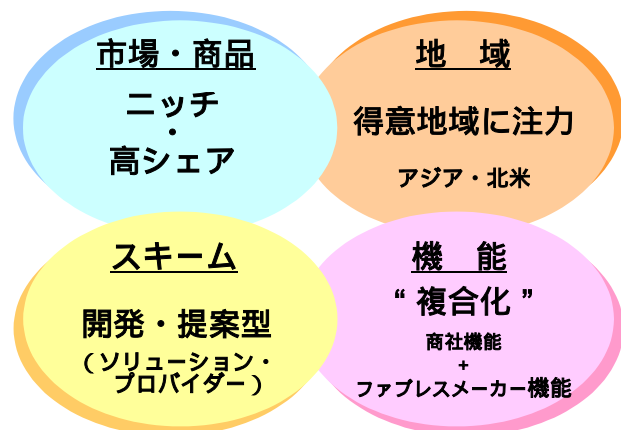 市場・商品
ニッチ
・
高シェア
地　域
得意地域に注力
アジア・北米
スキーム
開発・提案型
（ソリューション・
プロバイダー）
機　能
“ 複合化 ”
商社機能
+
ファブレスメーカー機能